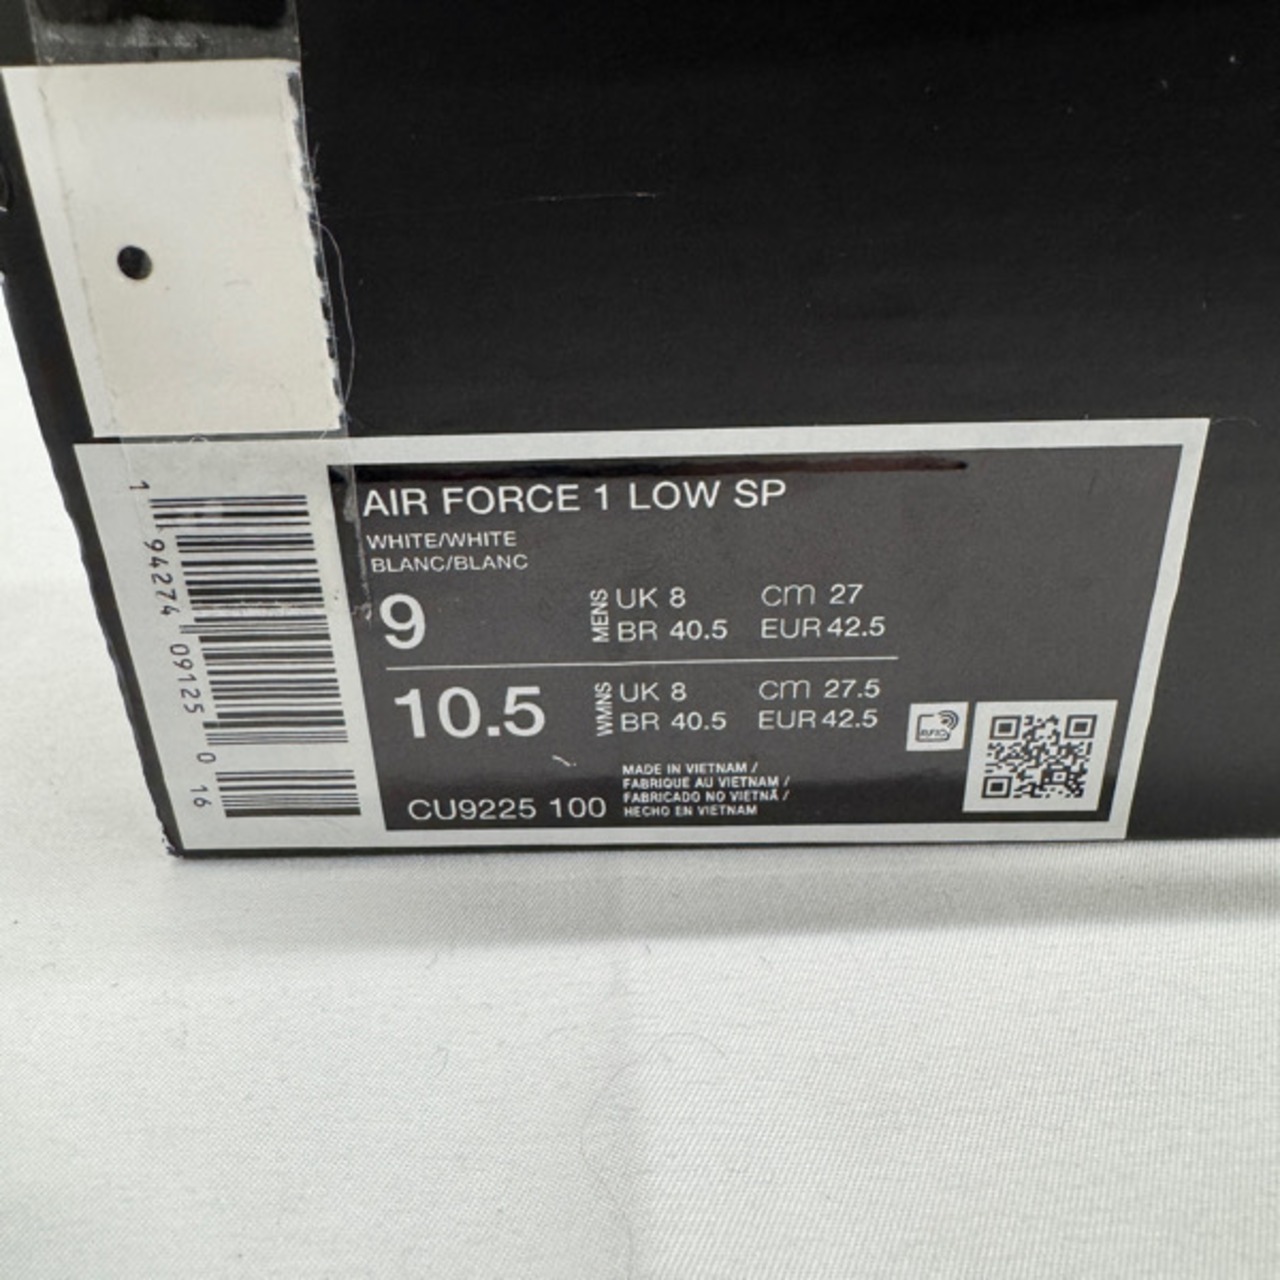 AIR FORCE 1 LOW SP
WHITE/WHITE
BLANC/BLANC
9 MENS UK 8 cm 27
BR 40.5 EUR 42.5
10.5 WMNS UK 8 cm 27.5
BR 40.5 EUR 42.5
RFID
MADE IN VIETNAM /
FABRIQUE AU VIETNAM /
FABRICADO NO VIETNÃ /
HECHO EN VIETNAM
CU9225 100
1 94274 09125 0 16